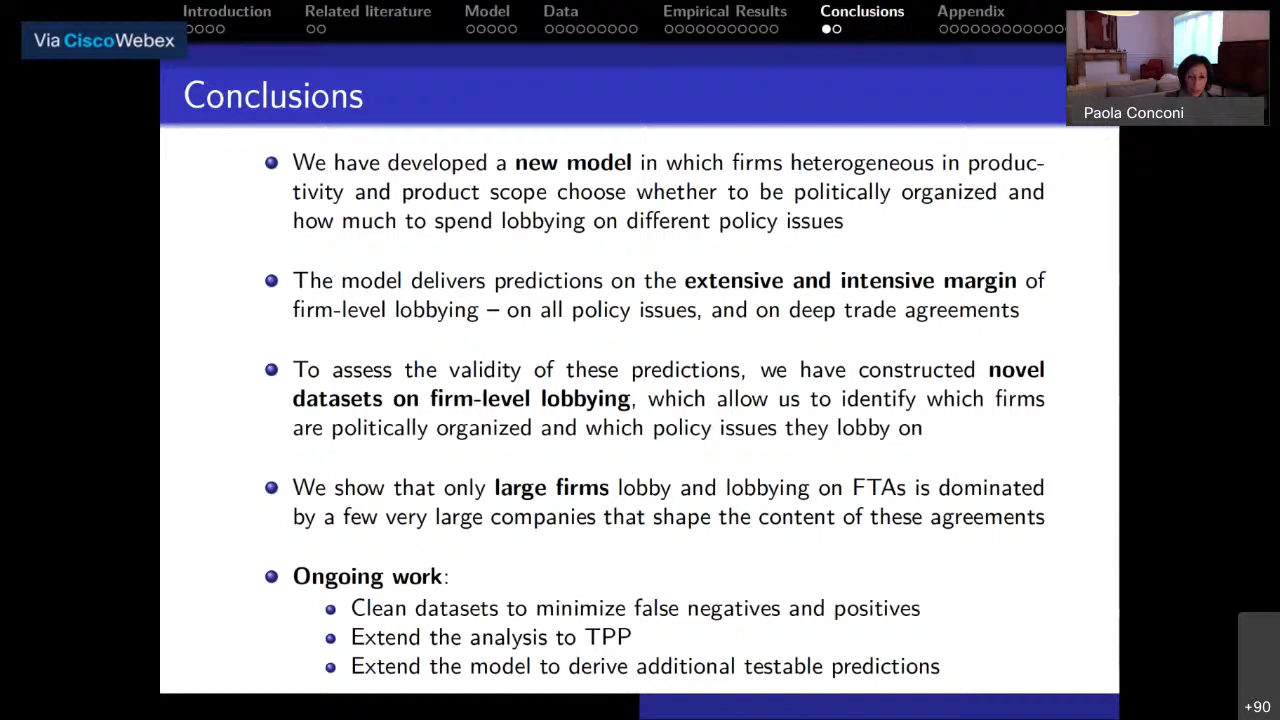 Introduction Related literature Model Data Empirical Results Conclusions Appendix
Via CiscoWebex
Conclusions
Paola Conconi
We have developed a new model in which firms heterogeneous in produc-
tivity and product scope choose whether to be politically organized and
how much to spend lobbying on different policy issues
The model delivers predictions on the extensive and intensive margin of
firm-level lobbying – on all policy issues, and on deep trade agreements
To assess the validity of these predictions, we have constructed novel
datasets on firm-level lobbying, which allow us to identify which firms
are politically organized and which policy issues they lobby on
We show that only large firms lobby and lobbying on FTAs is dominated
by a few very large companies that shape the content of these agreements
Ongoing work:
Clean datasets to minimize false negatives and positives
Extend the analysis to TPP
Extend the model to derive additional testable predictions
+90